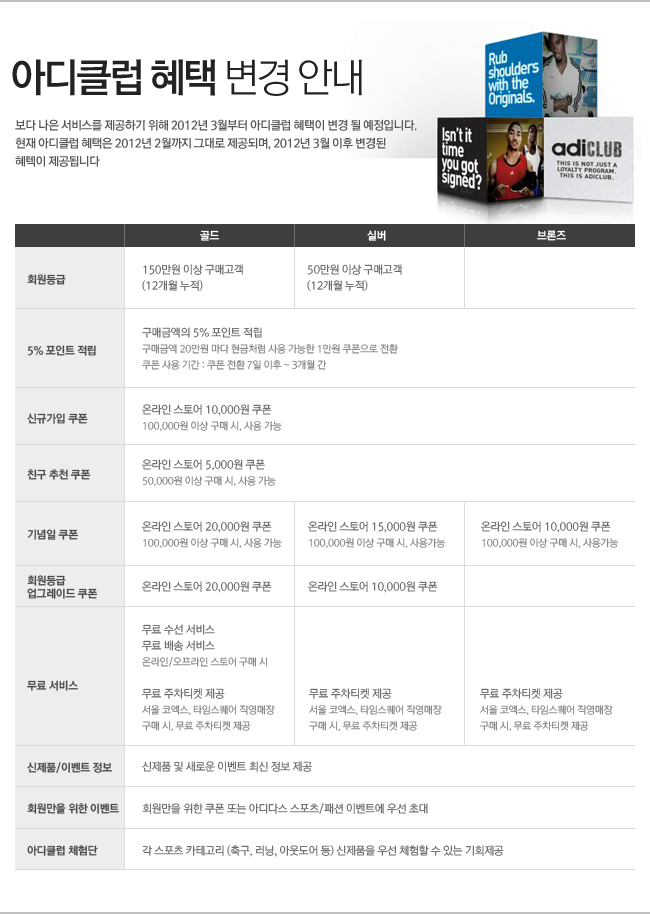 아디클럽 혜택 변경 안내
보다 나은 서비스를 제공하기 위해 2012년 3월부터 아디클럽 혜택이 변경 될 예정입니다.
현재 아디클럽 혜택은 2012년 2월까지 그대로 제공되며, 2012년 3월 이후 변경된
혜텍이 제공됩니다
Rub
shoulders
with the
Originals.
Isn't it
time
you got
signed?
adiCLUB
THIS IS NOT JUST A
LOYALTY PROGRAM.
THIS IS ADICLUB.
골드 실버 브론즈
회원등급
150만원 이상 구매고객
(12개월 누적)
50만원 이상 구매고객
(12개월 누적)
5% 포인트 적립
구매금액의 5% 포인트 적립
구매금액 20만원 마다 현금처럼 사용 가능한 1만원 쿠폰으로 전환
쿠폰 사용 기간 : 쿠폰 전환 7일 이후 ~ 3개월 간
신규가입 쿠폰
온라인 스토어 10,000원 쿠폰
100,000원 이상 구매 시, 사용 가능
친구 추천 쿠폰
온라인 스토어 5,000원 쿠폰
50,000원 이상 구매 시, 사용 가능
기념일 쿠폰
온라인 스토어 20,000원 쿠폰
100,000원 이상 구매 시, 사용 가능
온라인 스토어 15,000원 쿠폰
100,000원 이상 구매 시, 사용가능
온라인 스토어 10,000원 쿠폰
100,000원 이상 구매 시, 사용가능
회원등급
업그레이드 쿠폰
온라인 스토어 20,000원 쿠폰
온라인 스토어 10,000원 쿠폰
무료 서비스
무료 수선 서비스
무료 배송 서비스
온라인/오프라인 스토어 구매 시
무료 주차티켓 제공
서울 코엑스, 타임스퀘어 직영매장
구매 시, 무료 주차티켓 제공
무료 주차티켓 제공
서울 코엑스, 타임스퀘어 직영매장
구매 시, 무료 주차티켓 제공
무료 주차티켓 제공
서울 코엑스, 타임스퀘어 직영매장
구매 시, 무료 주차티켓 제공
신제품/이벤트 정보
신제품 및 새로운 이벤트 최신 정보 제공
회원만을 위한 이벤트
회원만을 위한 쿠폰 또는 아디다스 스포츠/패션 이벤트에 우선 초대
아디클럽 체험단
각 스포츠 카테고리 (축구, 러닝, 아웃도어 등) 신제품을 우선 체험할 수 있는 기회제공